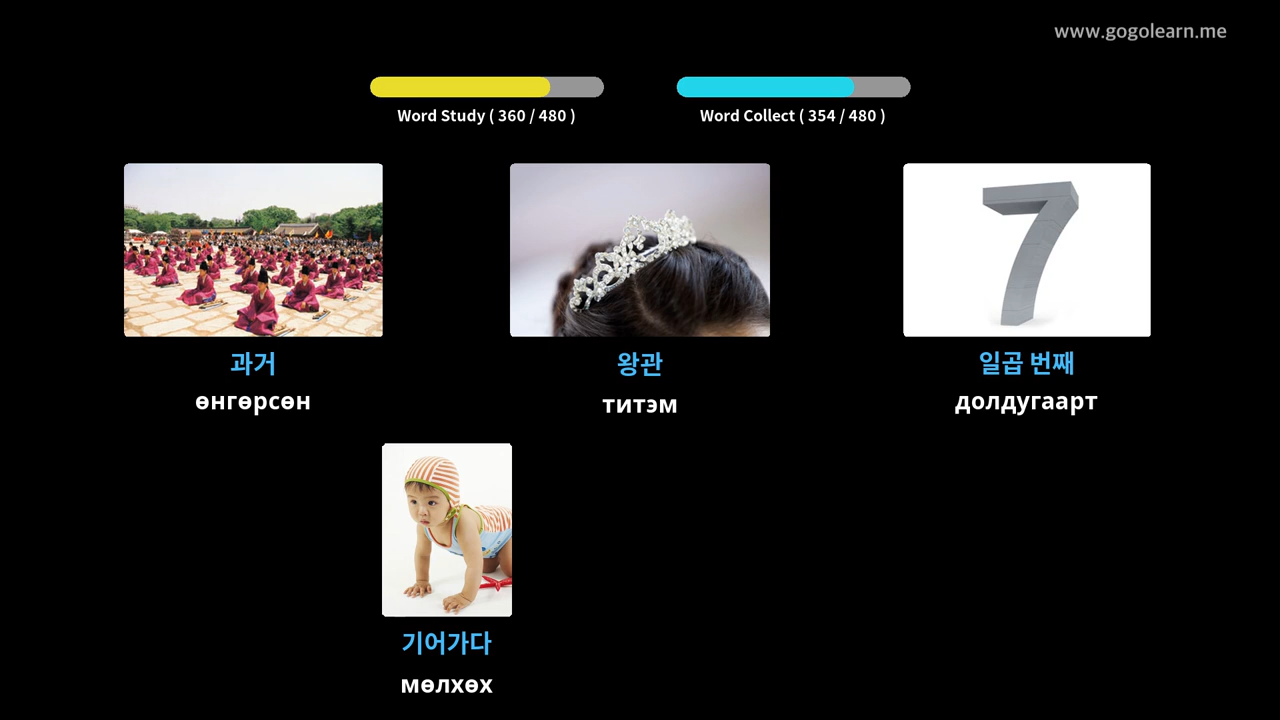 www.gogolearn.me
Word Study ( 360 / 480 )
Word Collect ( 354 / 480 )
과거
өнгөрсөн
왕관
титэм
일곱 번째
долдугаарт
기어가다
мөлхөх